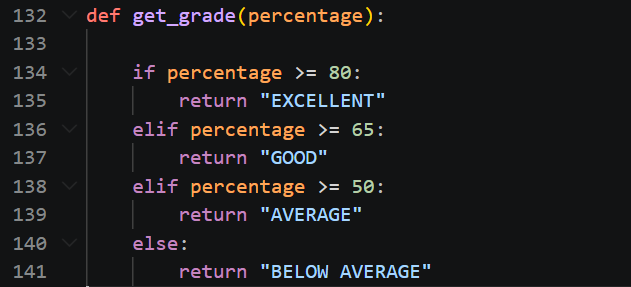 132 def get_grade(percentage):
133
134     if percentage >= 80:
135         return "EXCELLENT"
136     elif percentage >= 65:
137         return "GOOD"
138     elif percentage >= 50:
139         return "AVERAGE"
140     else:
141         return "BELOW AVERAGE"